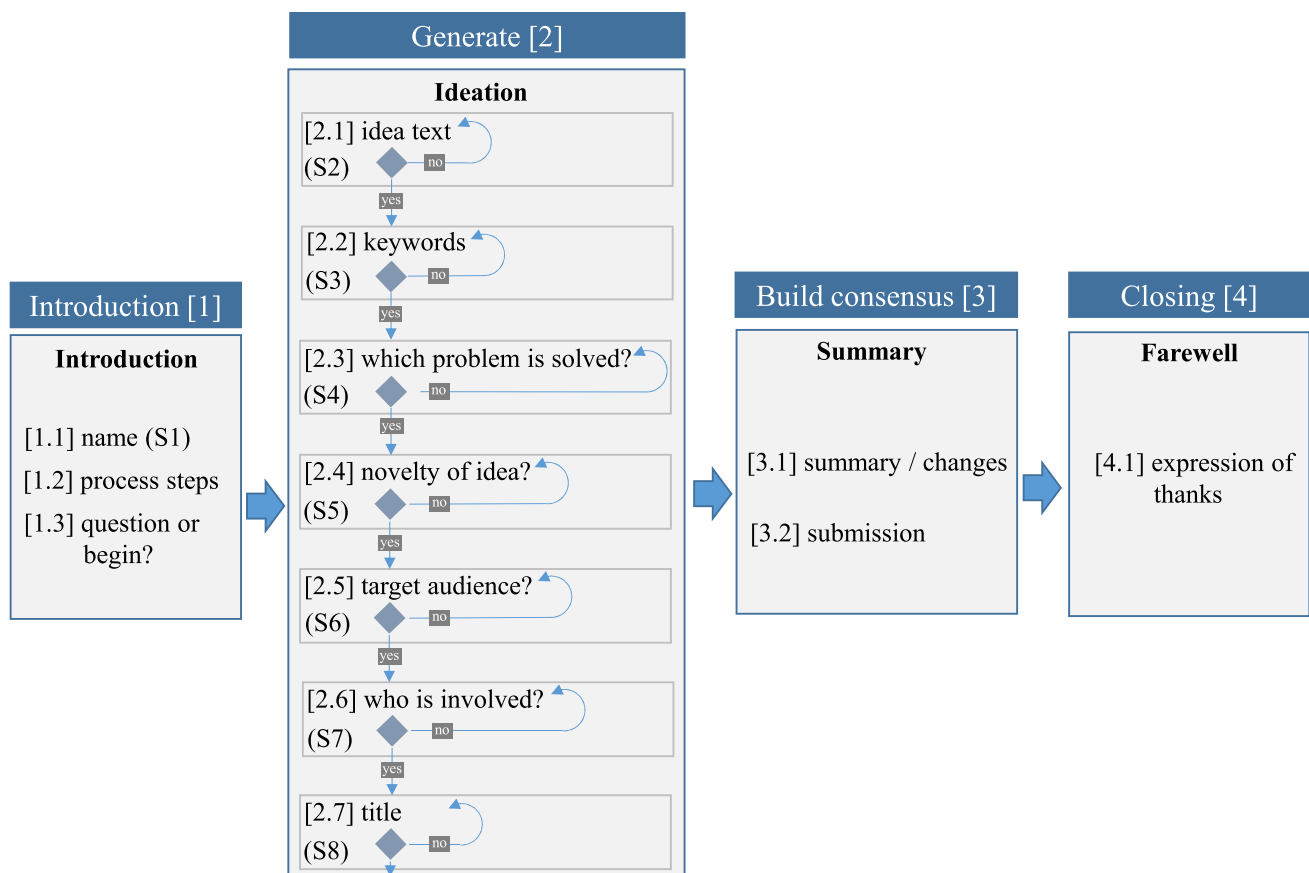 Introduction [1]
Introduction
[1.1] name (S1)
[1.2] process steps
[1.3] question or
begin?
Generate [2]
Ideation
[2.1] idea text
(S2)
no
yes
[2.2] keywords
(S3)
no
yes
[2.3] which problem is solved?
(S4)
no
yes
[2.4] novelty of idea?
(S5)
no
yes
[2.5] target audience?
(S6)
no
yes
[2.6] who is involved?
(S7)
no
yes
[2.7] title
(S8)
no
Build consensus [3]
Summary
[3.1] summary / changes
[3.2] submission
Closing [4]
Farewell
[4.1] expression of
thanks